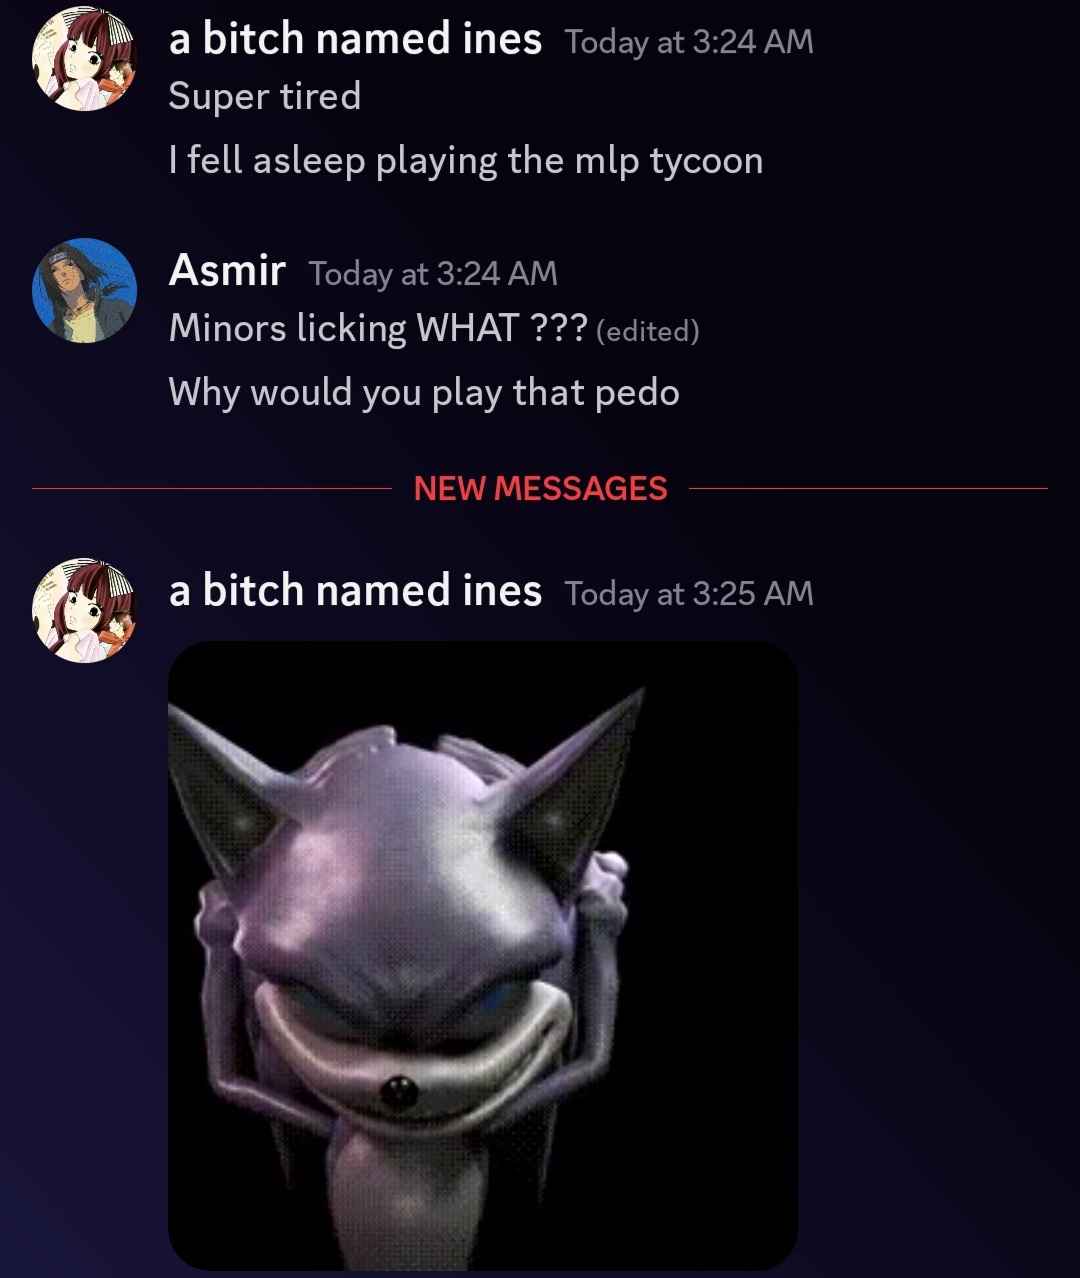 a bitch named ines Today at 3:24 AM
Super tired
I fell asleep playing the mlp tycoon
Asmir Today at 3:24 AM
Minors licking WHAT ??? (edited)
Why would you play that pedo
NEW MESSAGES
a bitch named ines Today at 3:25 AM